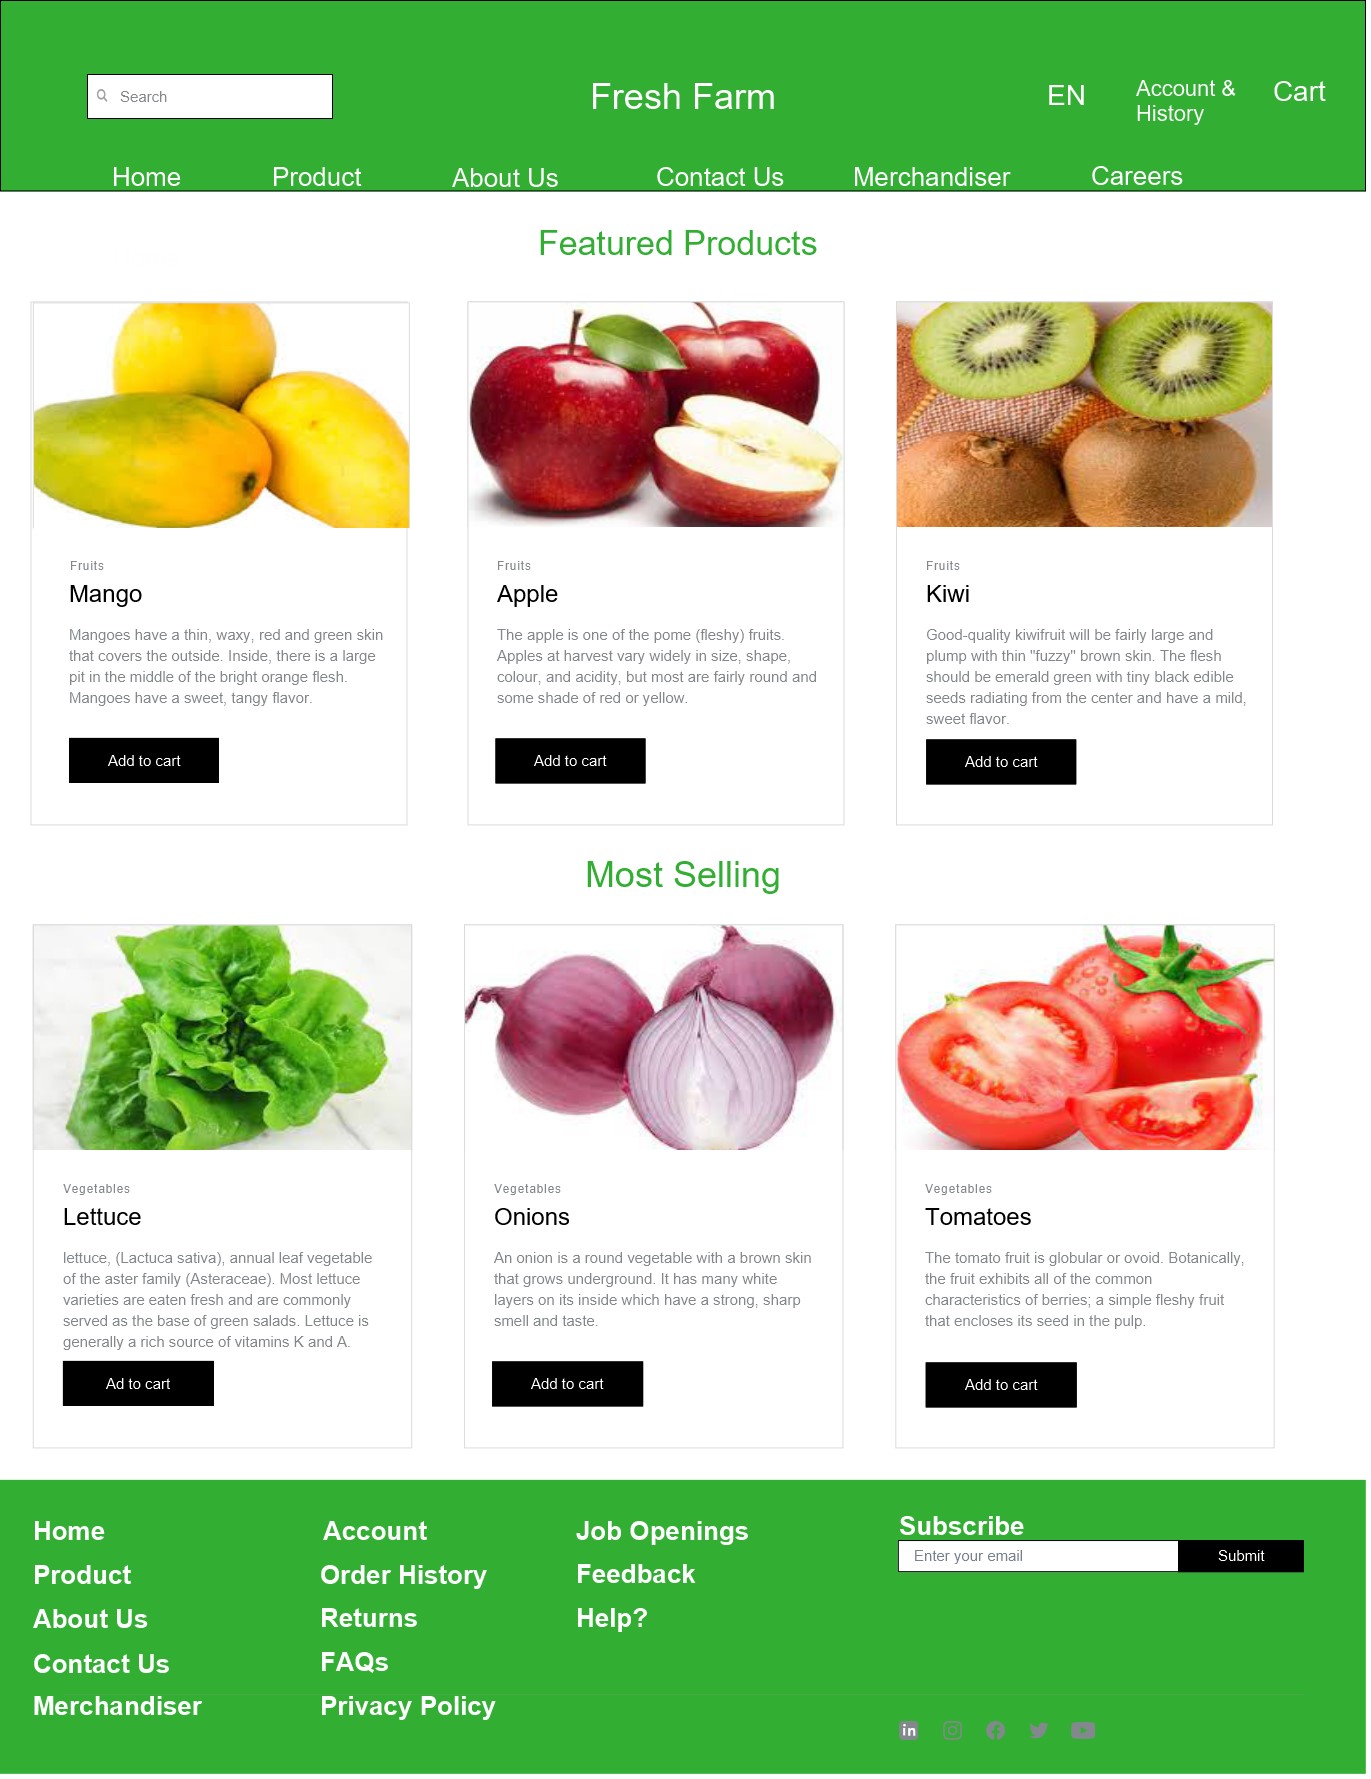 Search
Fresh Farm
EN
Account &
History
Cart
Home
Product
About Us
Contact Us
Merchandiser
Careers
Featured Products
Fruits
Mango
Mangoes have a thin, waxy, red and green skin
that covers the outside. Inside, there is a large
pit in the middle of the bright orange flesh.
Mangoes have a sweet, tangy flavor.
Add to cart
Fruits
Apple
The apple is one of the pome (fleshy) fruits.
Apples at harvest vary widely in size, shape,
colour, and acidity, but most are fairly round and
some shade of red or yellow.
Add to cart
Fruits
Kiwi
Good-quality kiwifruit will be fairly large and
plump with thin "fuzzy" brown skin. The flesh
should be emerald green with tiny black edible
seeds radiating from the center and have a mild,
sweet flavor.
Add to cart
Most Selling
Vegetables
Lettuce
lettuce, (Lactuca sativa), annual leaf vegetable
of the aster family (Asteraceae). Most lettuce
varieties are eaten fresh and are commonly
served as the base of green salads. Lettuce is
generally a rich source of vitamins K and A.
Ad to cart
Vegetables
Onions
An onion is a round vegetable with a brown skin
that grows underground. It has many white
layers on its inside which have a strong, sharp
smell and taste.
Add to cart
Vegetables
Tomatoes
The tomato fruit is globular or ovoid. Botanically,
the fruit exhibits all of the common
characteristics of berries; a simple fleshy fruit
that encloses its seed in the pulp.
Add to cart
Home
Product
About Us
Contact Us
Merchandiser
Account
Order History
Returns
FAQs
Privacy Policy
Job Openings
Feedback
Help?
Subscribe
Enter your email
Submit
in